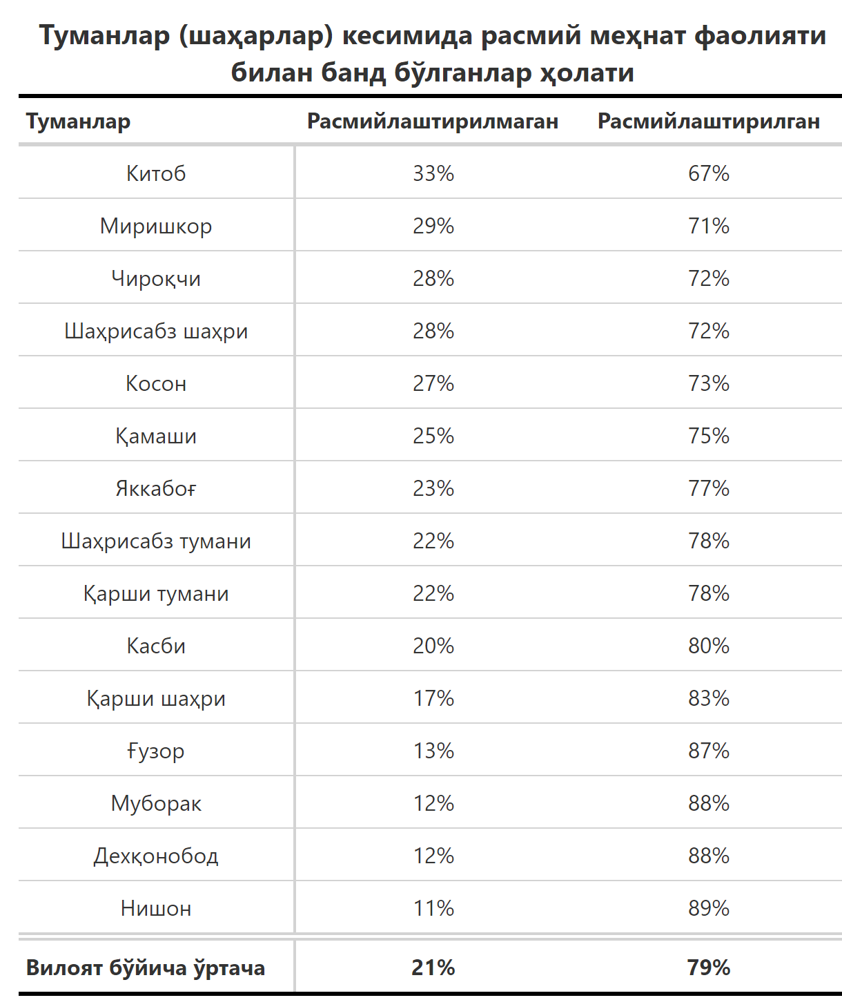 Туманлар (шаҳарлар) кесимида расмий меҳнат фаолияти
билан банд бўлганлар ҳолати
Туманлар Расмийлаштирилмаган Расмийлаштирилган
Китоб 33% 67%
Миришкор 29% 71%
Чироқчи 28% 72%
Шаҳрисабз шаҳри 28% 72%
Косон 27% 73%
Қамаши 25% 75%
Яккабоғ 23% 77%
Шаҳрисабз тумани 22% 78%
Қарши тумани 22% 78%
Касби 20% 80%
Қарши шаҳри 17% 83%
Ғузор 13% 87%
Муборак 12% 88%
Дехқонобод 12% 88%
Нишон 11% 89%
Вилоят бўйича ўртача 21% 79%